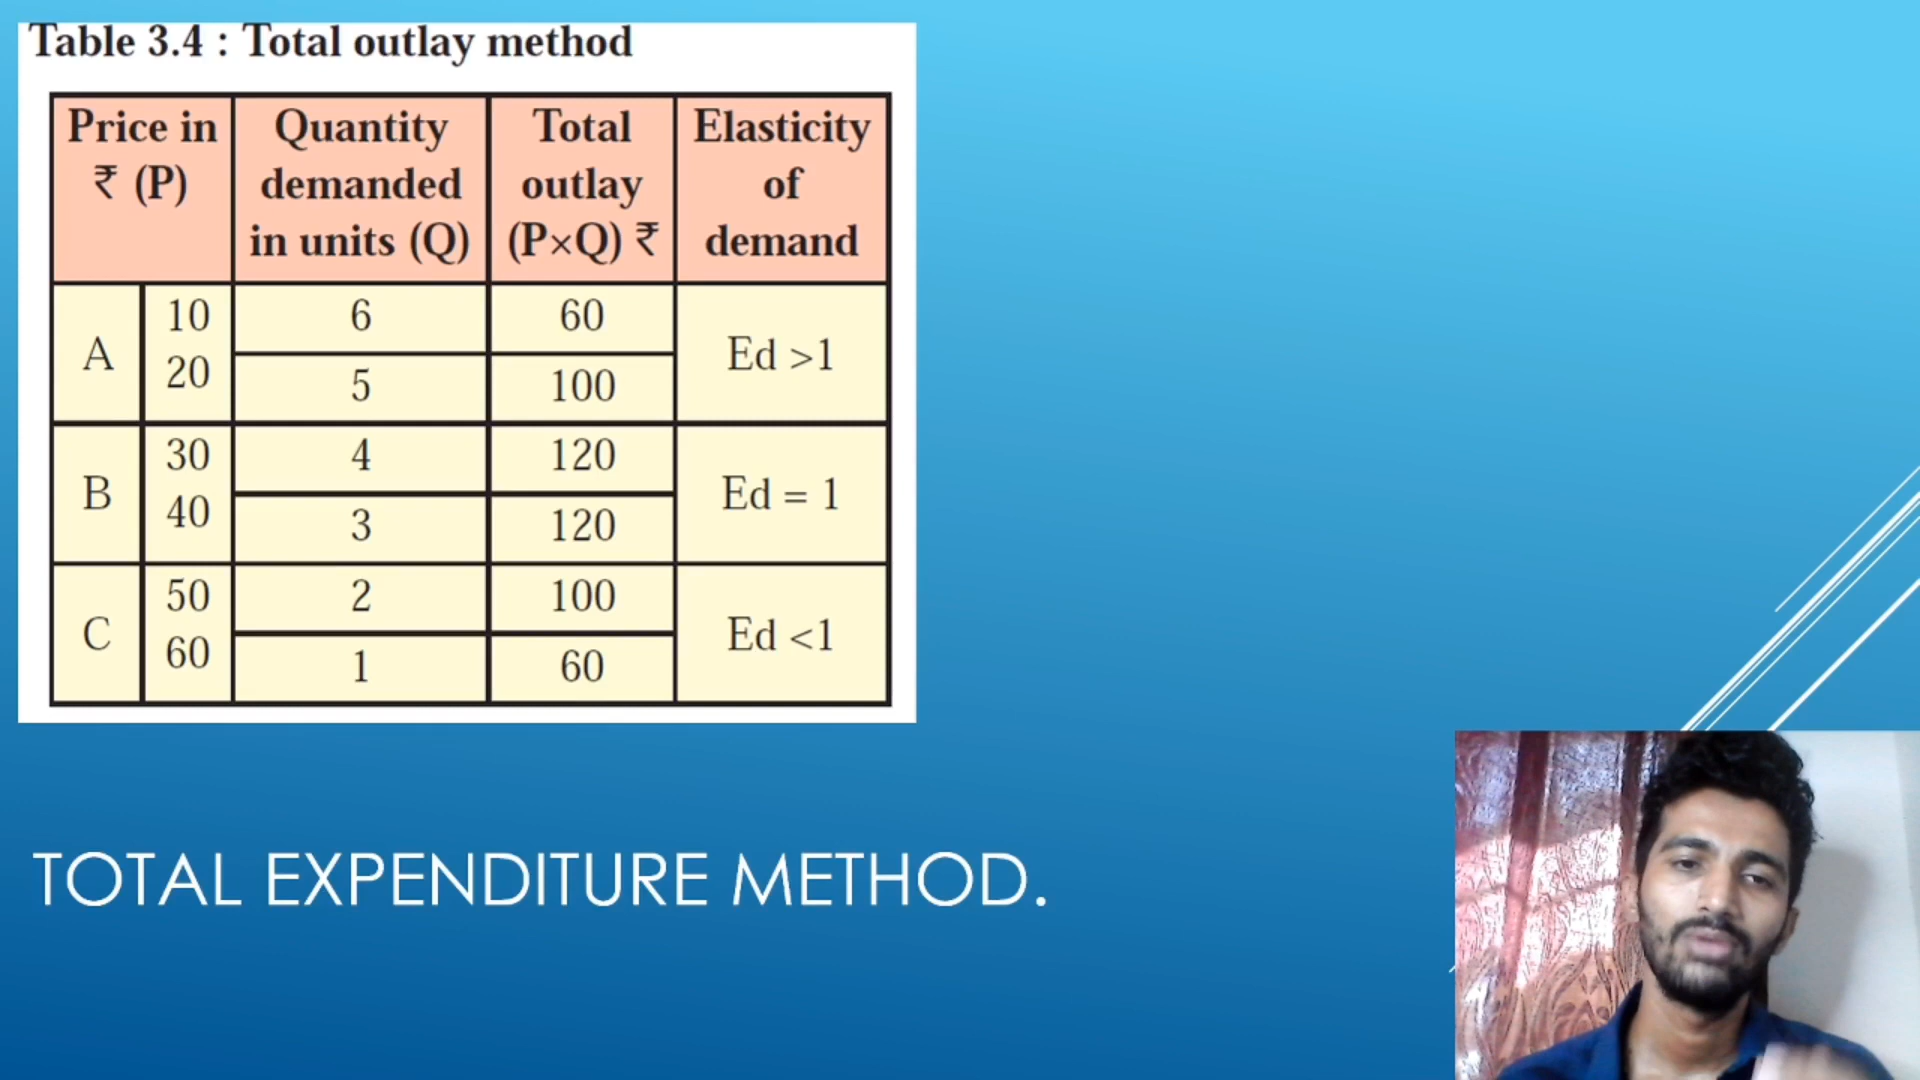 Table 3.4 : Total outlay method
Price in ₹ (P) Quantity demanded in units (Q) Total outlay (P×Q) ₹ Elasticity of demand
A 10 6 60 Ed >1
20 5 100
B 30 4 120 Ed = 1
40 3 120
C 50 2 100 Ed <1
60 1 60
TOTAL EXPENDITURE METHOD.